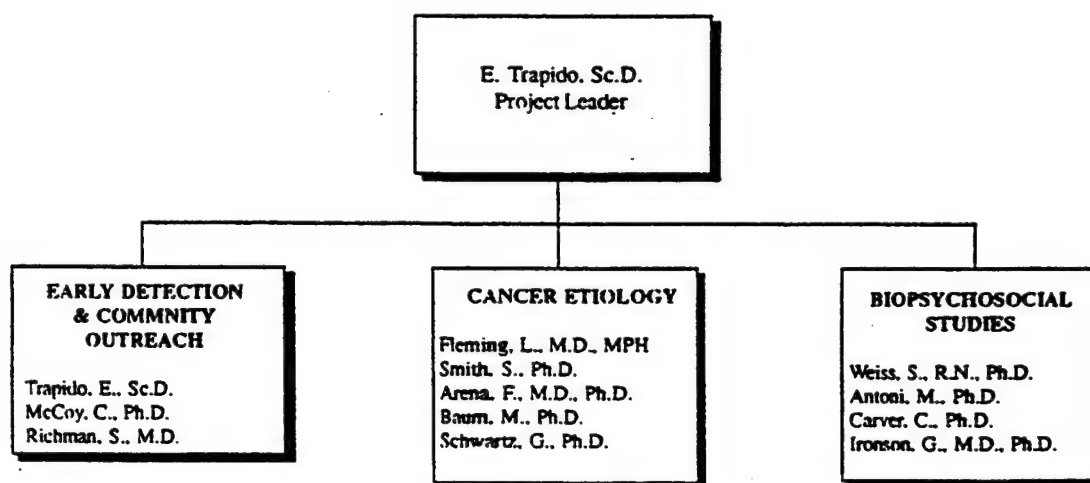 E. Trapido, Sc.D.
Project Leader
EARLY DETECTION
& COMMNITY
OUTREACH
Trapido, E., Sc.D.
McCoy, C., Ph.D.
Richman, S., M.D.
CANCER ETIOLOGY
Fleming, L., M.D., MPH
Smith, S., Ph.D.
Arena, F., M.D., Ph.D.
Baum, M., Ph.D.
Schwartz, G., Ph.D.
BIOPSYCHOSOCIAL
STUDIES
Weiss, S., R.N., Ph.D.
Antoni, M., Ph.D.
Carver, C., Ph.D.
Ironson, G., M.D., Ph.D.